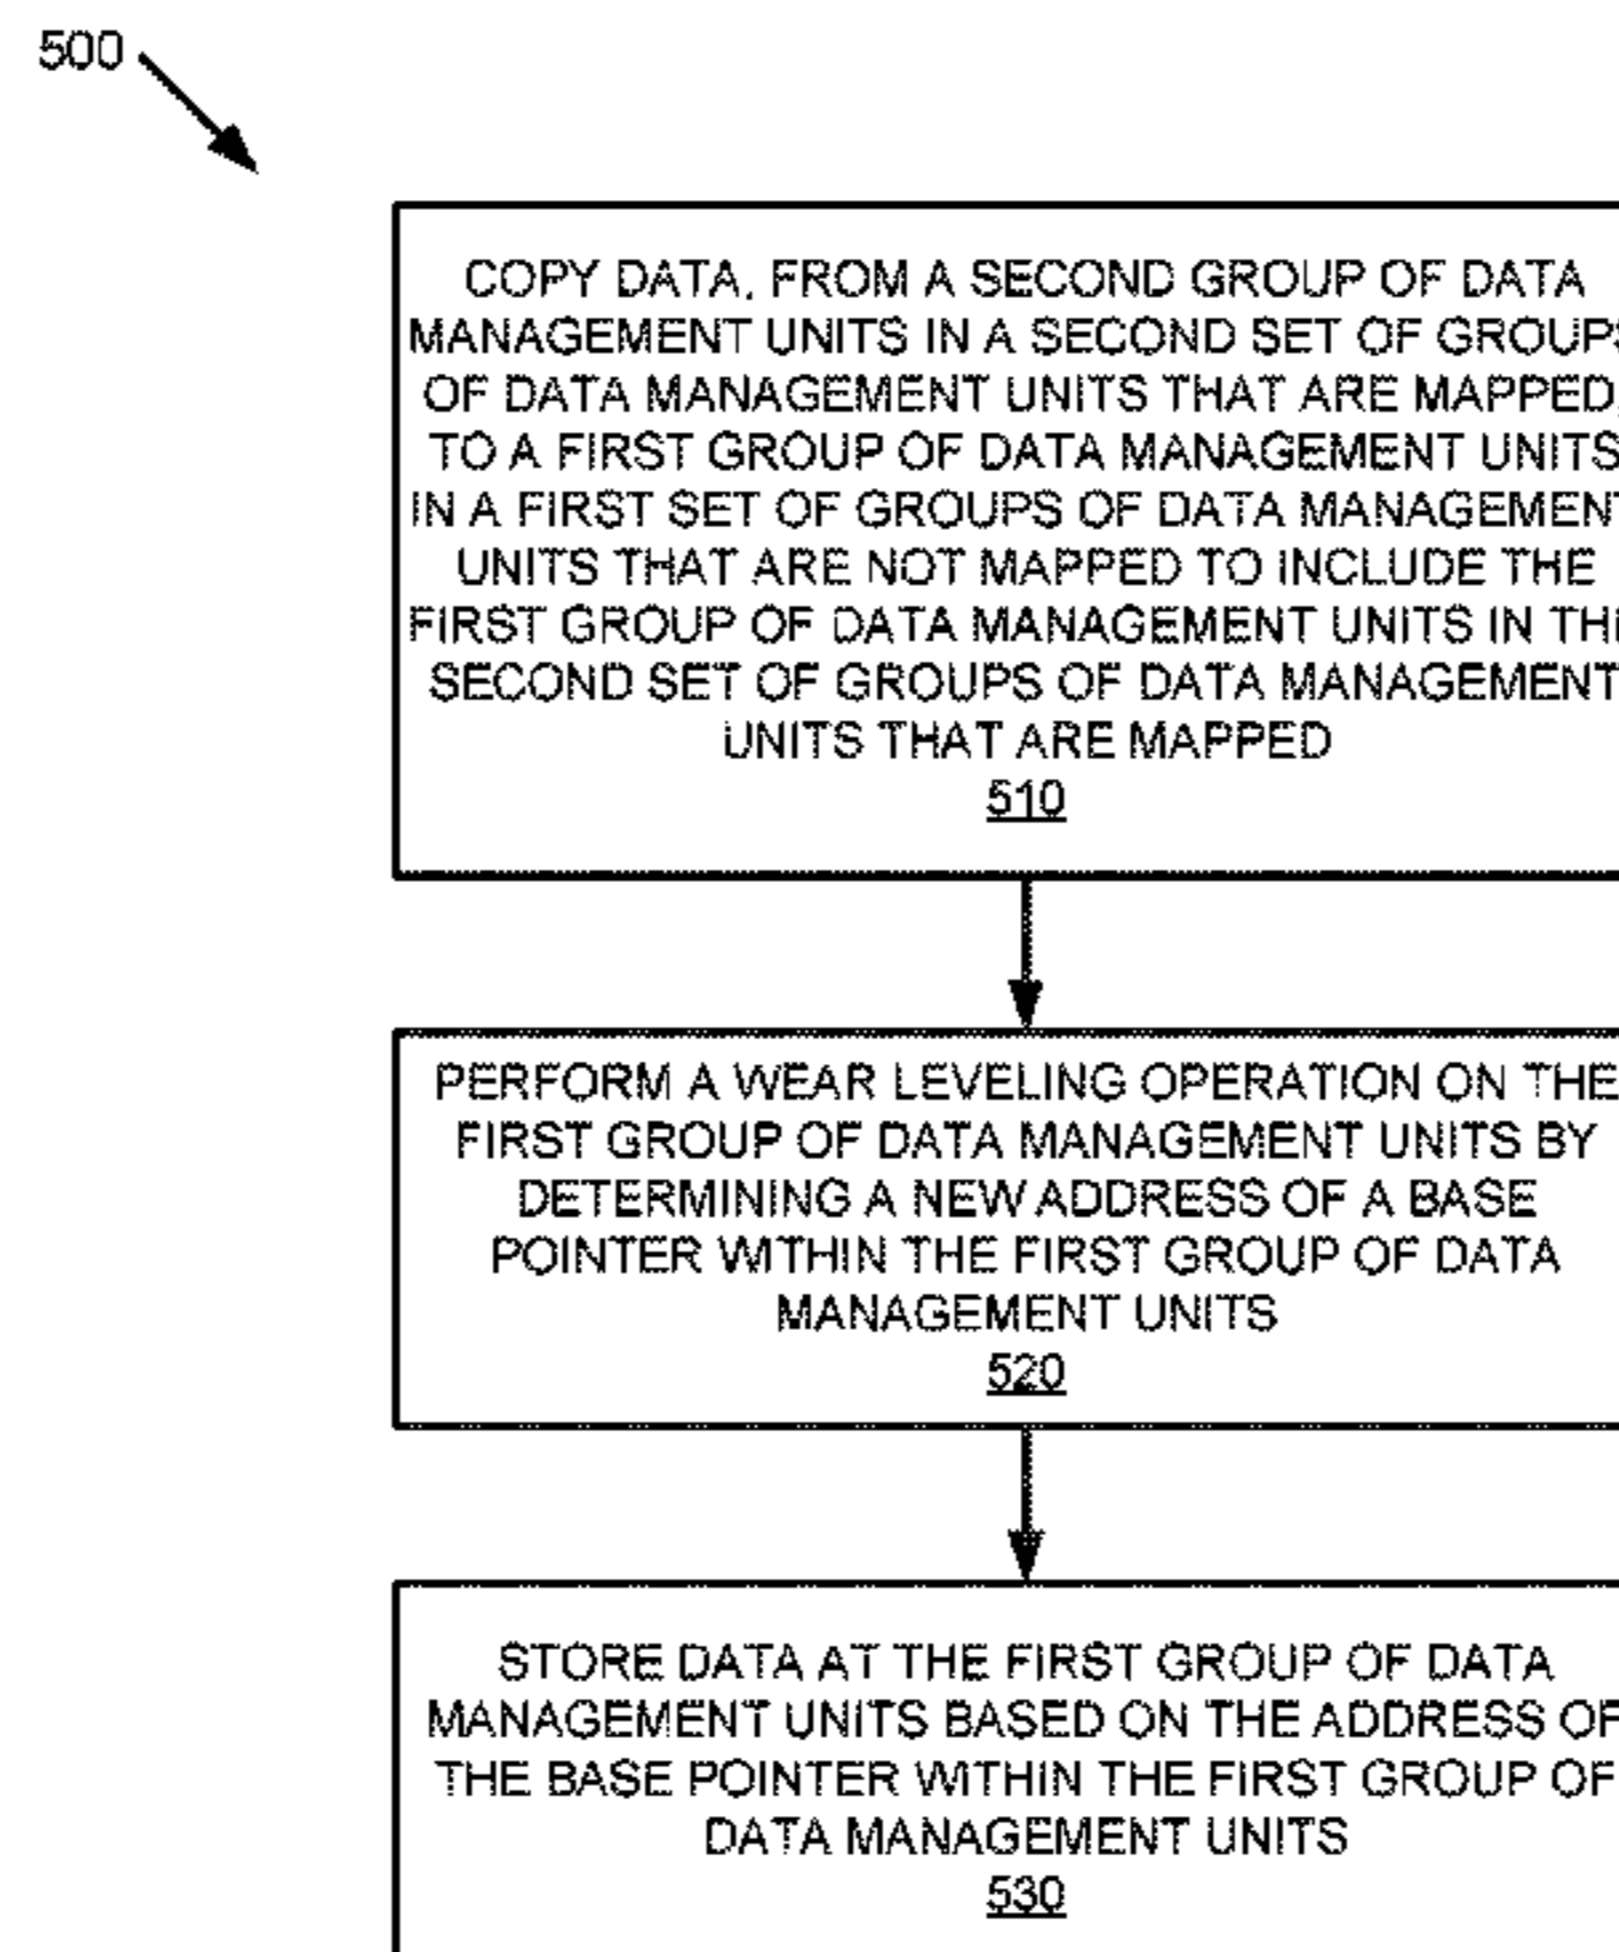 500
COPY DATA, FROM A SECOND GROUP OF DATA
MANAGEMENT UNITS IN A SECOND SET OF GROUPS
OF DATA MANAGEMENT UNITS THAT ARE MAPPED,
TO A FIRST GROUP OF DATA MANAGEMENT UNITS
IN A FIRST SET OF GROUPS OF DATA MANAGEMENT
UNITS THAT ARE NOT MAPPED TO INCLUDE THE
FIRST GROUP OF DATA MANAGEMENT UNITS IN THE
SECOND SET OF GROUPS OF DATA MANAGEMENT
UNITS THAT ARE MAPPED
510
PERFORM A WEAR LEVELING OPERATION ON THE
FIRST GROUP OF DATA MANAGEMENT UNITS BY
DETERMINING A NEW ADDRESS OF A BASE
POINTER WITHIN THE FIRST GROUP OF DATA
MANAGEMENT UNITS
520
STORE DATA AT THE FIRST GROUP OF DATA
MANAGEMENT UNITS BASED ON THE ADDRESS OF
THE BASE POINTER WITHIN THE FIRST GROUP OF
DATA MANAGEMENT UNITS
530